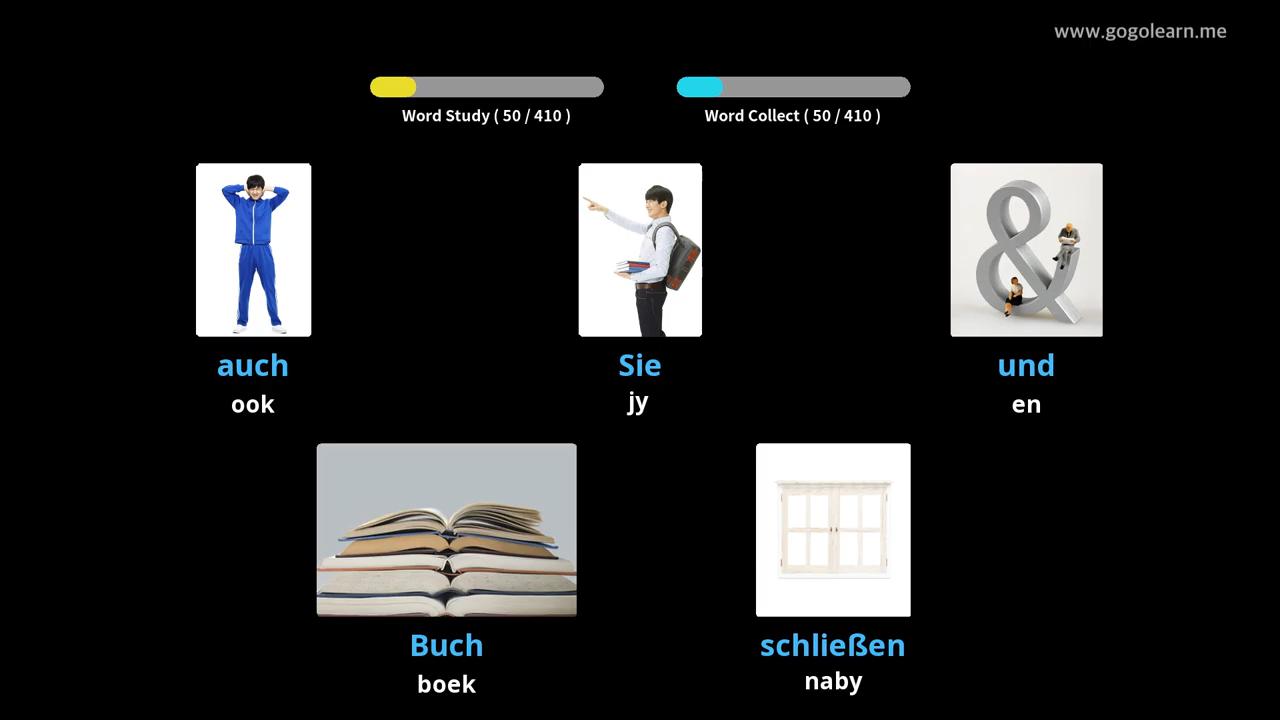 www.gogolearn.me
Word Study ( 50 / 410 )
Word Collect ( 50 / 410 )
auch
ook
Sie
jy
und
en
Buch
boek
schließen
naby